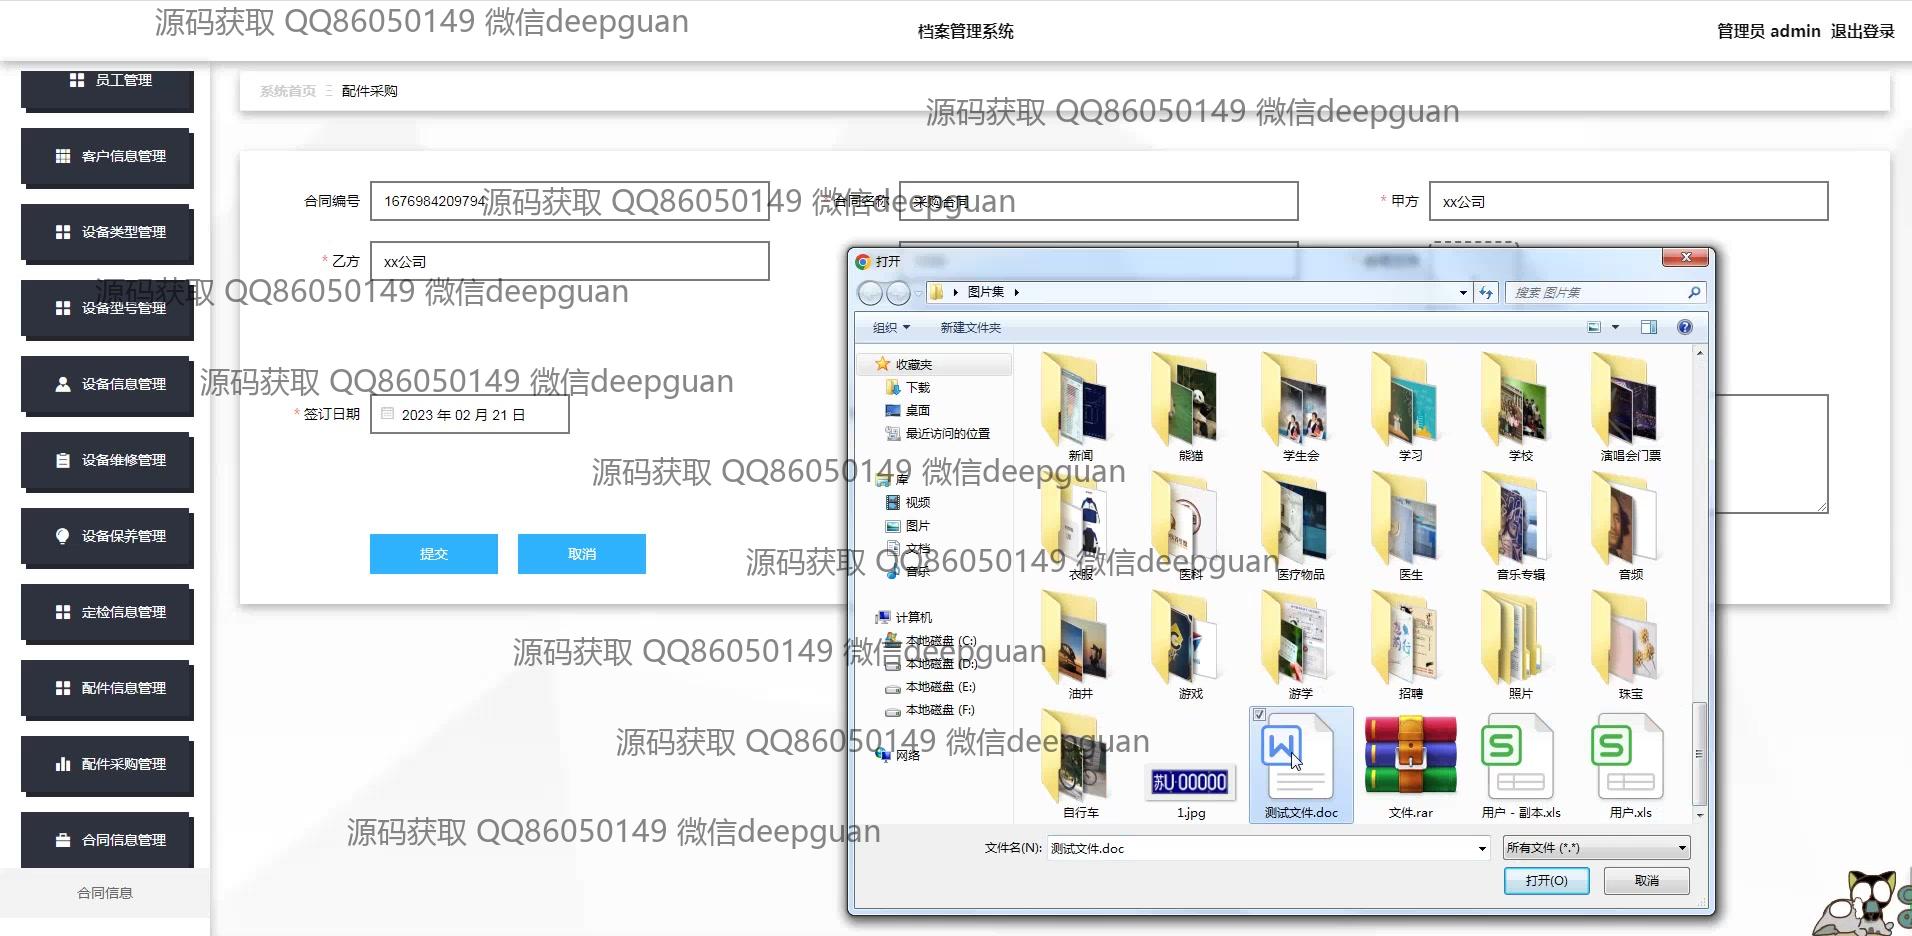 源码获取 QQ86050149 微信deepguan
档案管理系统
管理员 admin 退出登录
员工管理
客户信息管理
设备类型管理
设备型号管理
设备信息管理
设备维修管理
设备保养管理
定检信息管理
配件信息管理
配件采购管理
合同信息管理
合同信息
系统首页 配件采购
源码获取 QQ86050149 微信deepguan
合同编号 1676984209794
* 合同名称 采购合同
* 甲方 xx公司
源码获取 QQ86050149 微信deepguan
* 乙方 xx公司
源码获取 QQ86050149 微信deepguan
源码获取 QQ86050149 微信deepguan
* 签订日期 2023 年 02 月 21 日
提交 取消
源码获取 QQ86050149 微信deepguan
源码获取 QQ86050149 微信deepguan
源码获取 QQ86050149 微信deepguan
源码获取 QQ86050149 微信deepguan
源码获取 QQ86050149 微信deepguan
打开
图片集
搜索 图片集
组织 新建文件夹
收藏夹
下载
桌面
最近访问的位置
库
视频
图片
文档
音乐
计算机
本地磁盘 (C:)
本地磁盘 (D:)
本地磁盘 (E:)
本地磁盘 (F:)
网络
新闻 熊猫 学生会 学习 学校 演唱会门票
衣服 医科 医疗物品 医生 音乐专辑 音频
油井 游戏 游学 招聘 照片 珠宝
苏U·00000
自行车 1.jpg 测试文件.doc 文件.rar 用户 - 副本.xls 用户.xls
文件名(N): 测试文件.doc
所有文件 (*.*)
打开(O) 取消